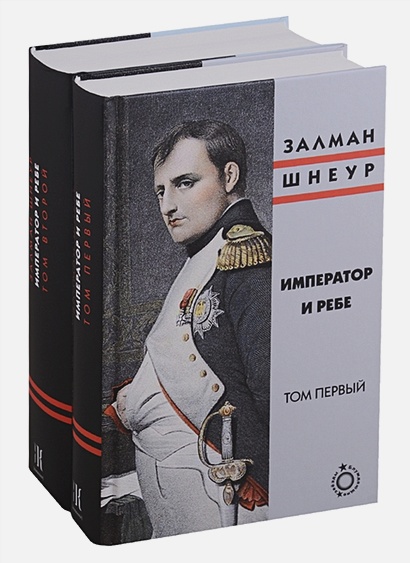 ЗАЛМАН
ШНЕУР
ИМПЕРАТОР
И РЕБЕ
ТОМ ПЕРВЫЙ
ИМПЕРАТОР И РЕБЕ
ТОМ ПЕРВЫЙ
ИМПЕРАТОР И РЕБЕ
ТОМ ВТОРОЙ